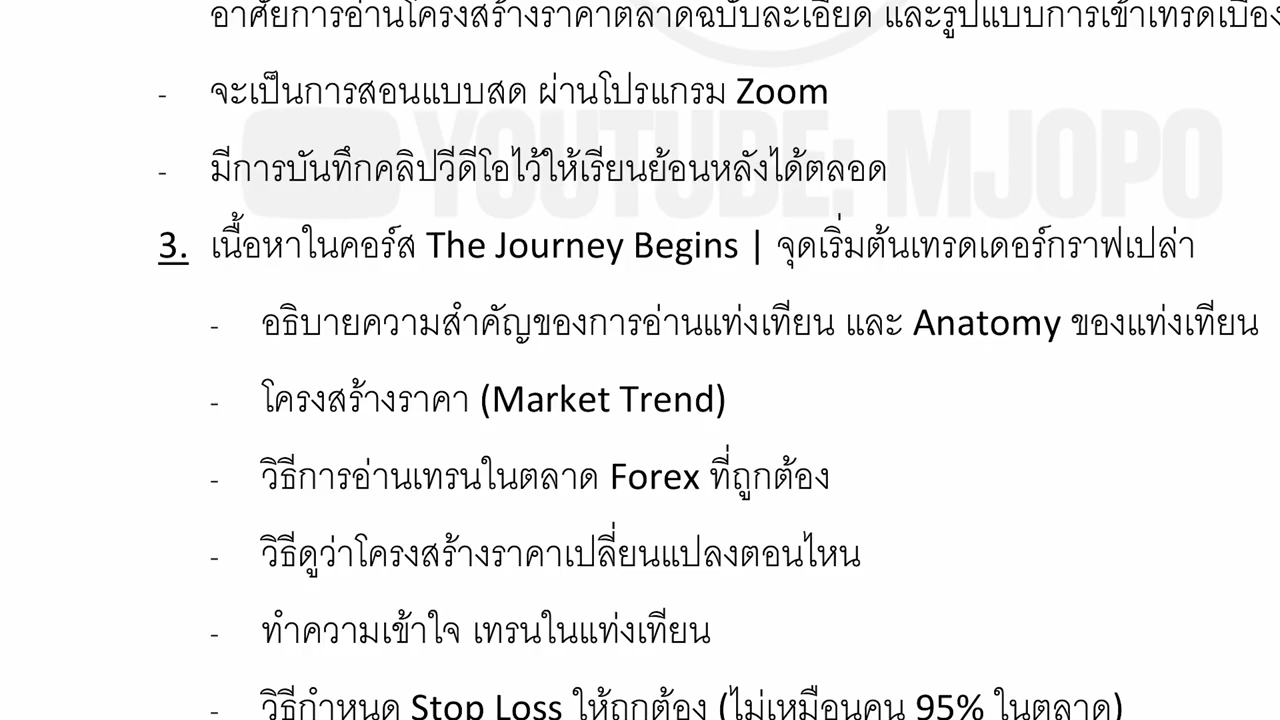 อาศัยการอ่านโครงสร้างราคาตลาดฉบับละเอียด และรูปแบบการเข้าเทรดเบื้อง
- จะเป็นการสอนแบบสด ผ่านโปรแกรม Zoom
YOUTUBE: MJOPO
- มีการบันทึกคลิปวีดีโอไว้ให้เรียนย้อนหลังได้ตลอด
3. เนื้อหาในคอร์ส The Journey Begins | จุดเริ่มต้นเทรดเดอร์กราฟเปล่า
- อธิบายความสำคัญของการอ่านแท่งเทียน และ Anatomy ของแท่งเทียน
- โครงสร้างราคา (Market Trend)
- วิธีการอ่านเทรนในตลาด Forex ที่ถูกต้อง
- วิธีดูว่าโครงสร้างราคาเปลี่ยนแปลงตอนไหน
- ทำความเข้าใจ เทรนในแท่งเทียน
- วิธีกำหนด Stop Loss ให้ถูกต้อง (ไม่เหมือนคน 95% ในตลาด)